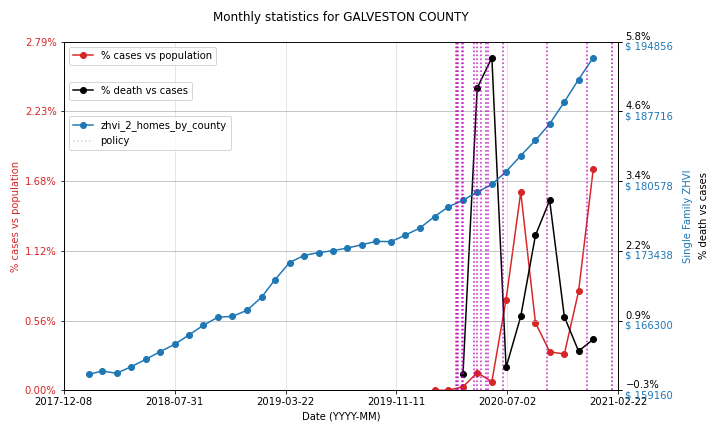 Monthly statistics for GALVESTON COUNTY
% cases vs population
% death vs cases
zhvi_2_homes_by_county
policy
2.79%
2.23%
1.68%
1.12%
0.56%
0.00%
% cases vs population
5.8%
$ 194856
4.6%
$ 187716
3.4%
$ 180578
2.2%
$ 173438
0.9%
$ 166300
−0.3%
$ 159160
Single Family ZHVI
% death vs cases
2017-12-08
2018-07-31
2019-03-22
2019-11-11
2020-07-02
2021-02-22
Date (YYYY-MM)